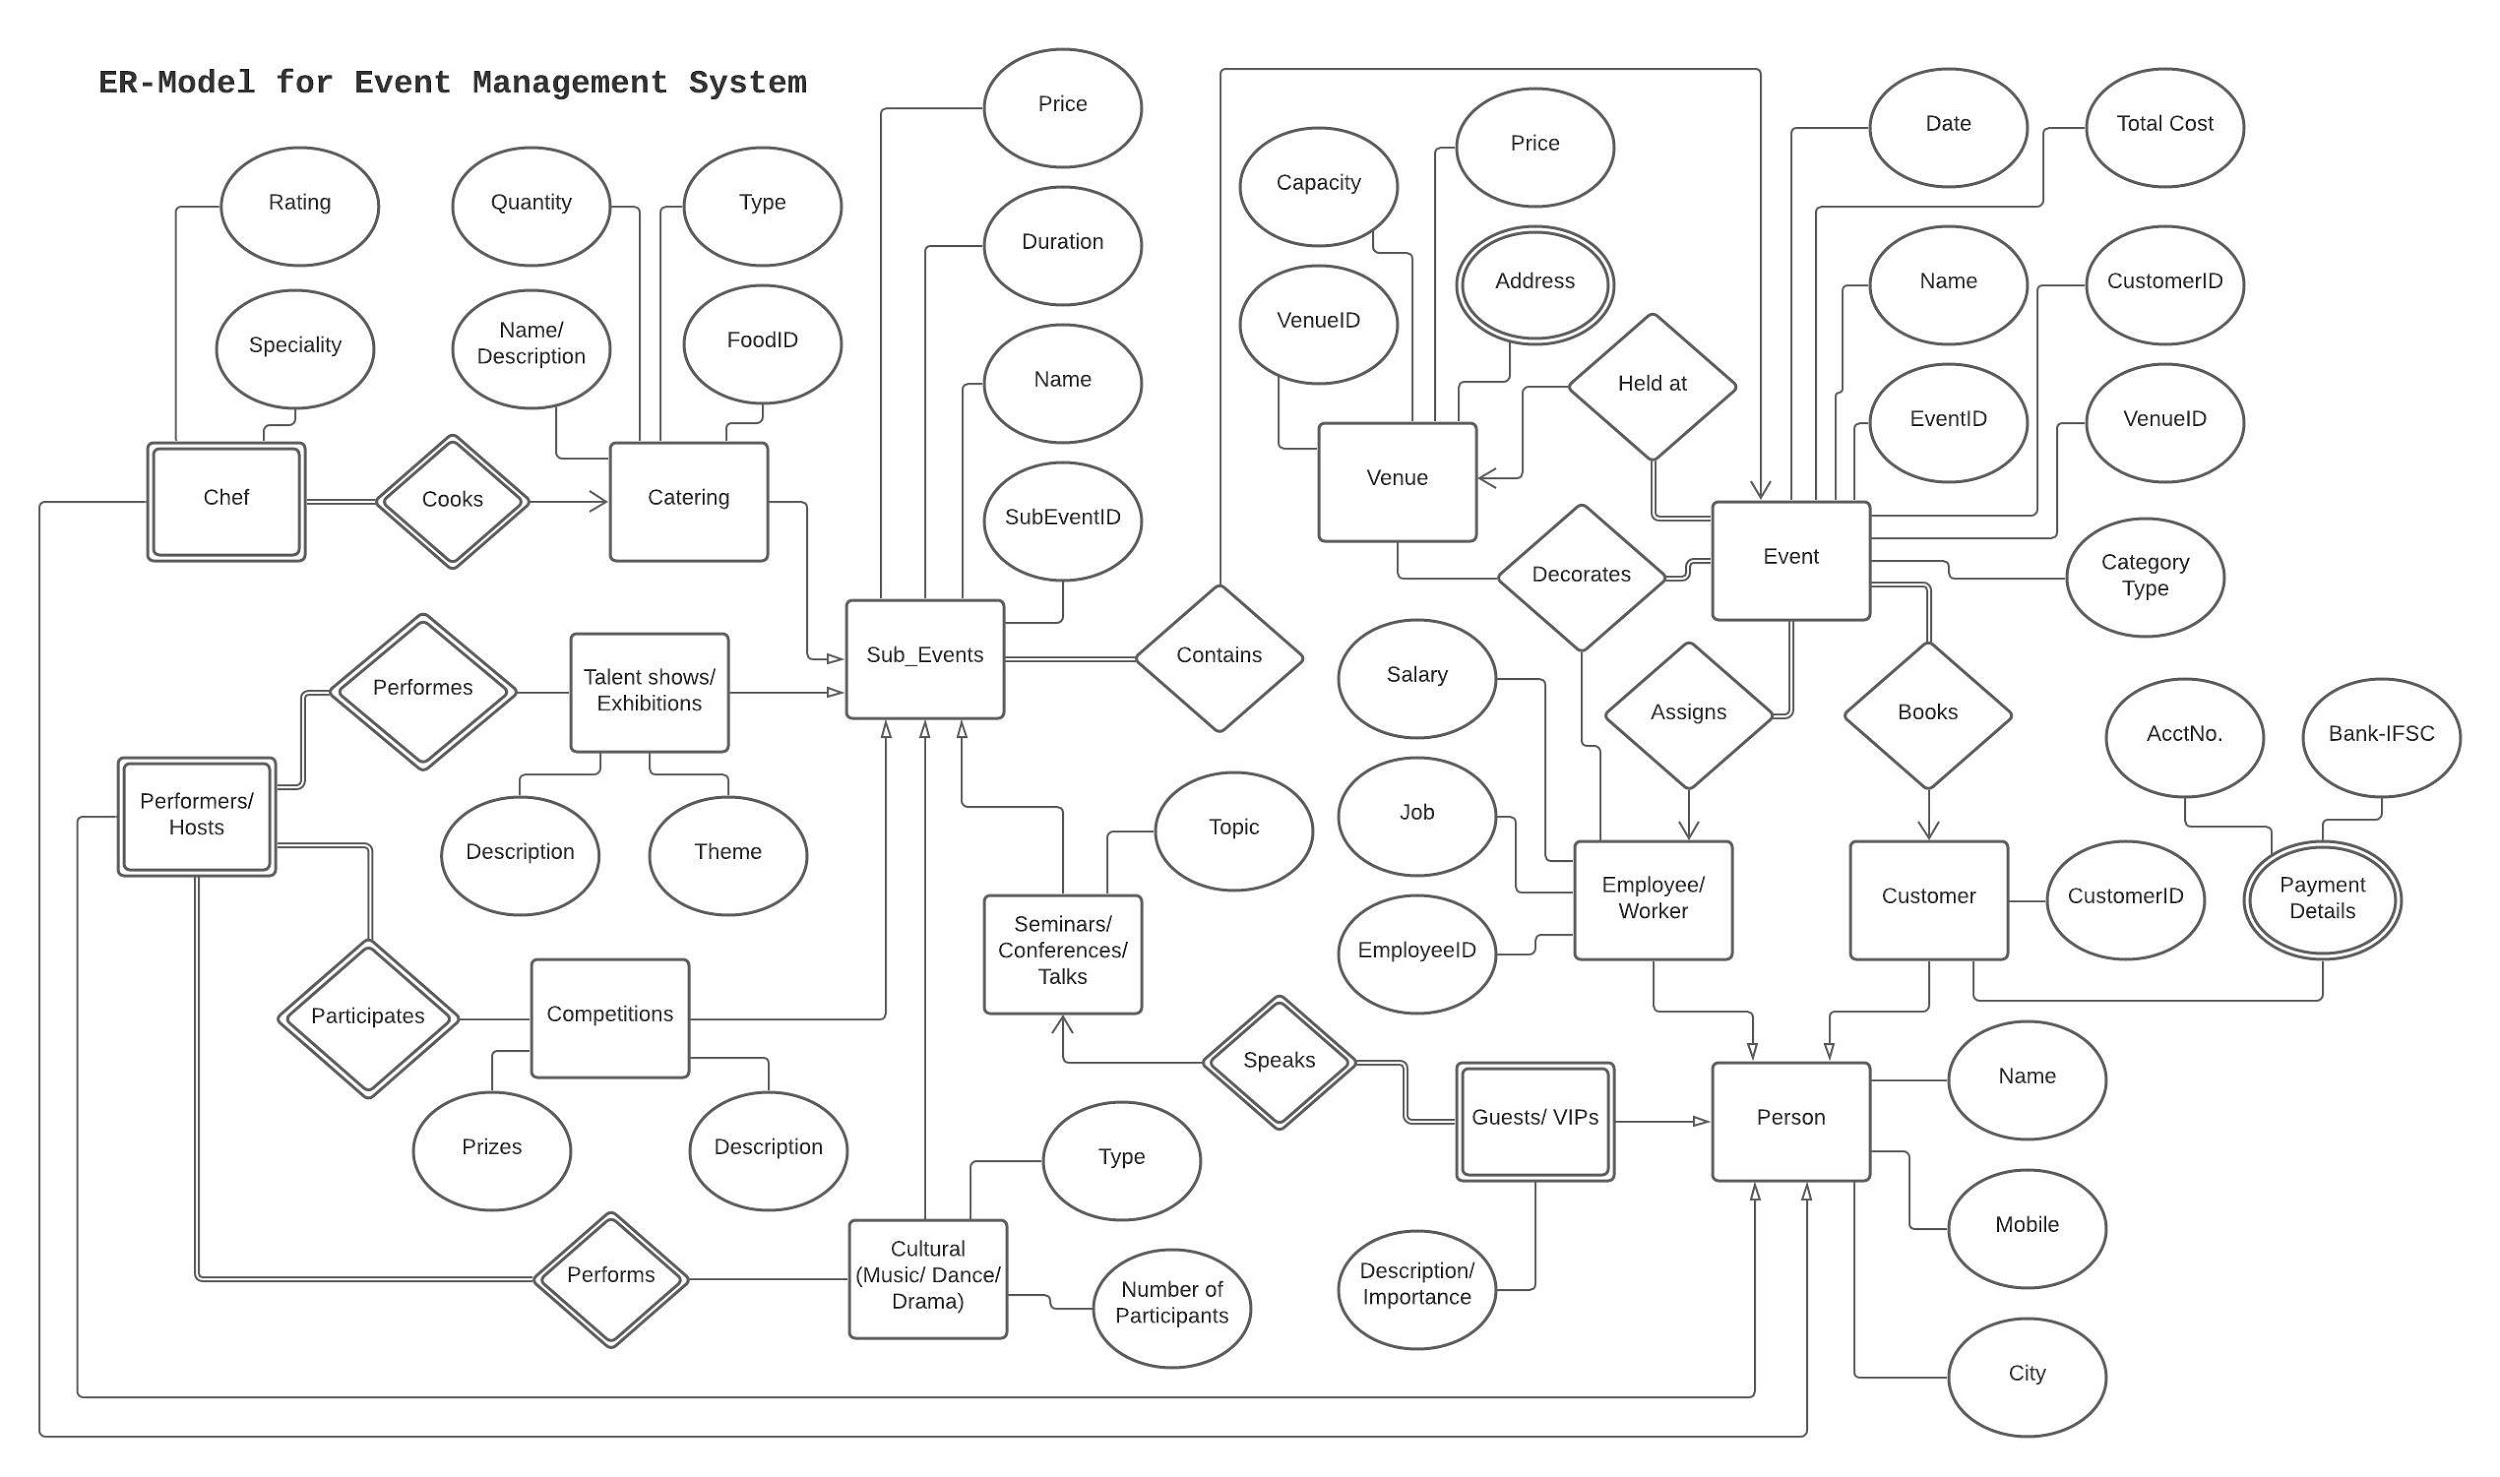 ER-Model for Event Management System
Price
Date
Total Cost
Price
Capacity
Rating
Quantity
Type
Duration
Address
Name
CustomerID
VenueID
Name/
Description
FoodID
Speciality
Name
Held at
EventID
VenueID
Venue
Chef
Cooks
Catering
SubEventID
Event
Decorates
Category
Type
Sub_Events
Contains
Salary
Assigns
Books
Performes
Talent shows/
Exhibitions
AcctNo.
Bank-IFSC
Performers/
Hosts
Description
Theme
Topic
Job
Employee/
Worker
Customer
CustomerID
Payment
Details
Seminars/
Conferences/
Talks
EmployeeID
Participates
Competitions
Speaks
Guests/ VIPs
Person
Name
Prizes
Description
Type
Mobile
Performs
Cultural
(Music/ Dance/
Drama)
Number of
Participants
Description/
Importance
City